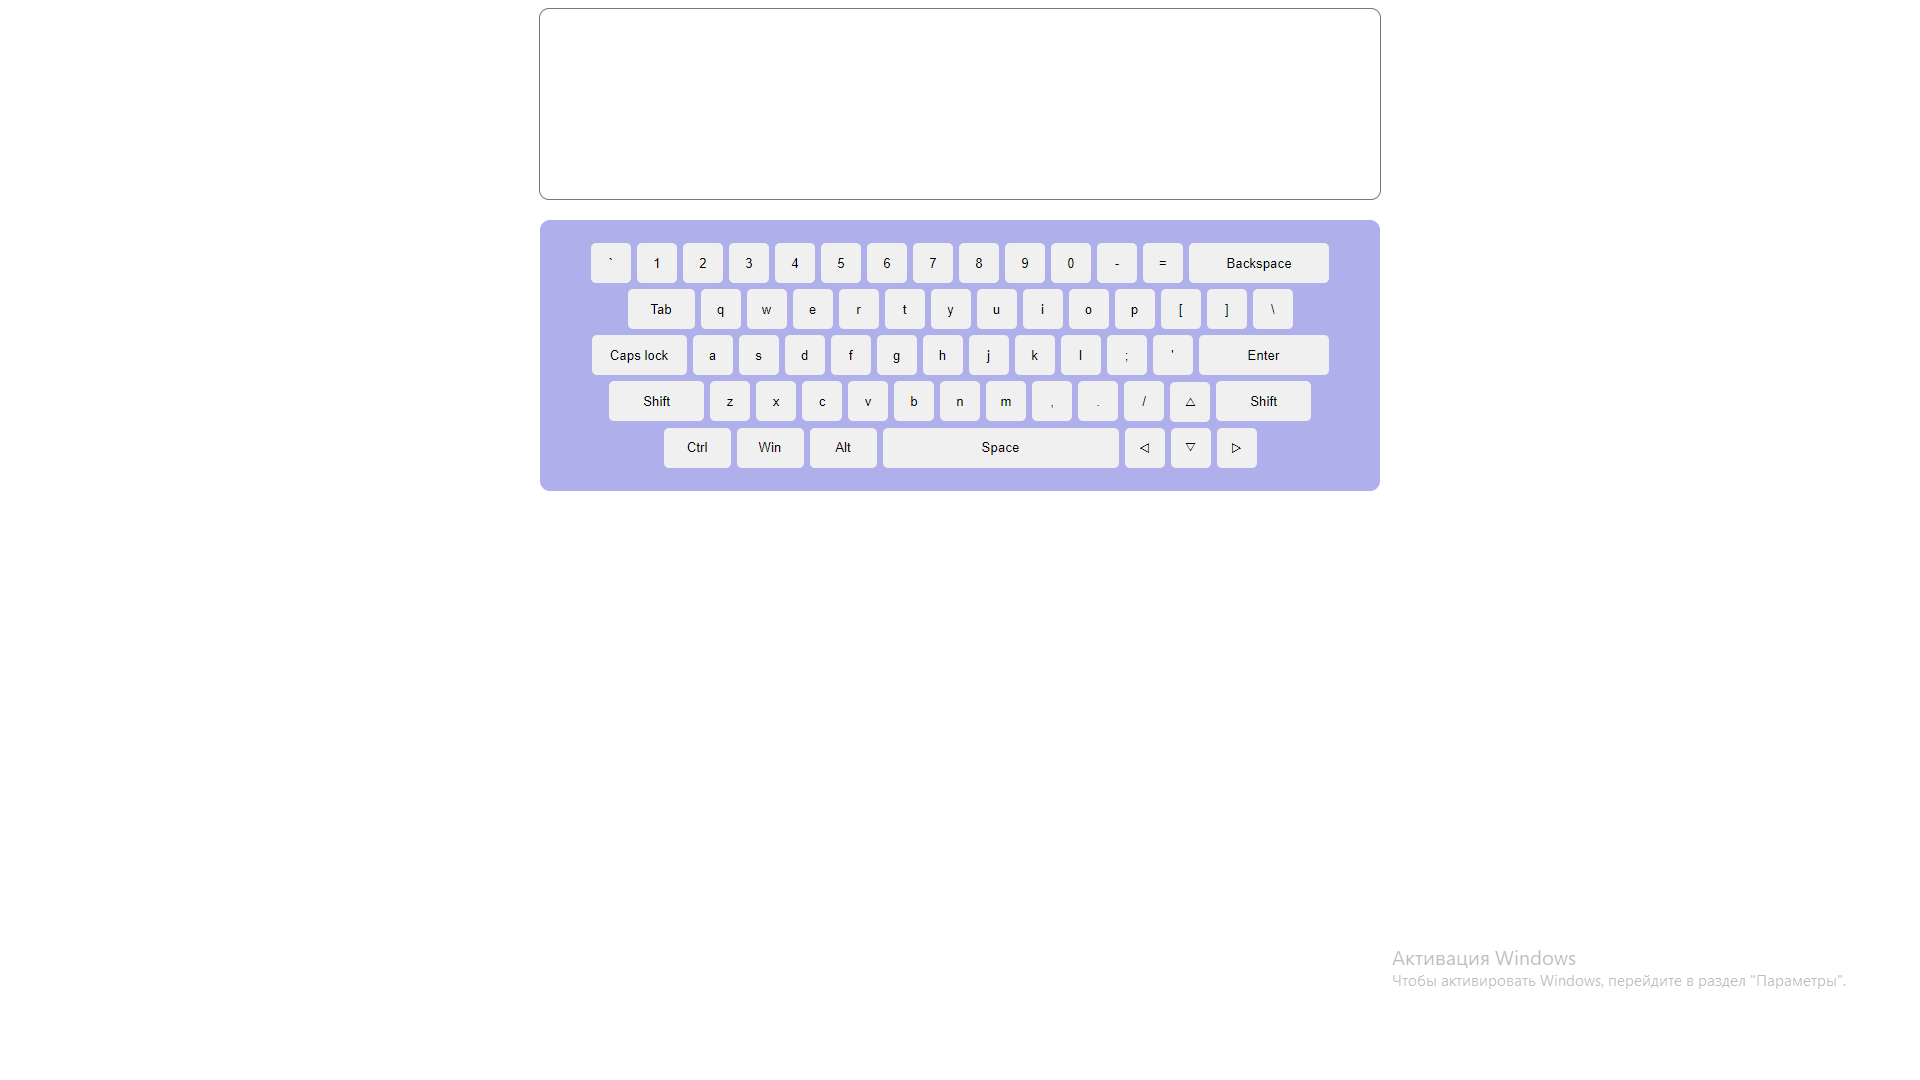 ` 1 2 3 4 5 6 7 8 9 0 - = Backspace
Tab q w e r t y u i o p [ ] \
Caps lock a s d f g h j k l ; ' Enter
Shift z x c v b n m , . / △ Shift
Ctrl Win Alt Space ◁ ▽ ▷
Активация Windows
Чтобы активировать Windows, перейдите в раздел "Параметры".